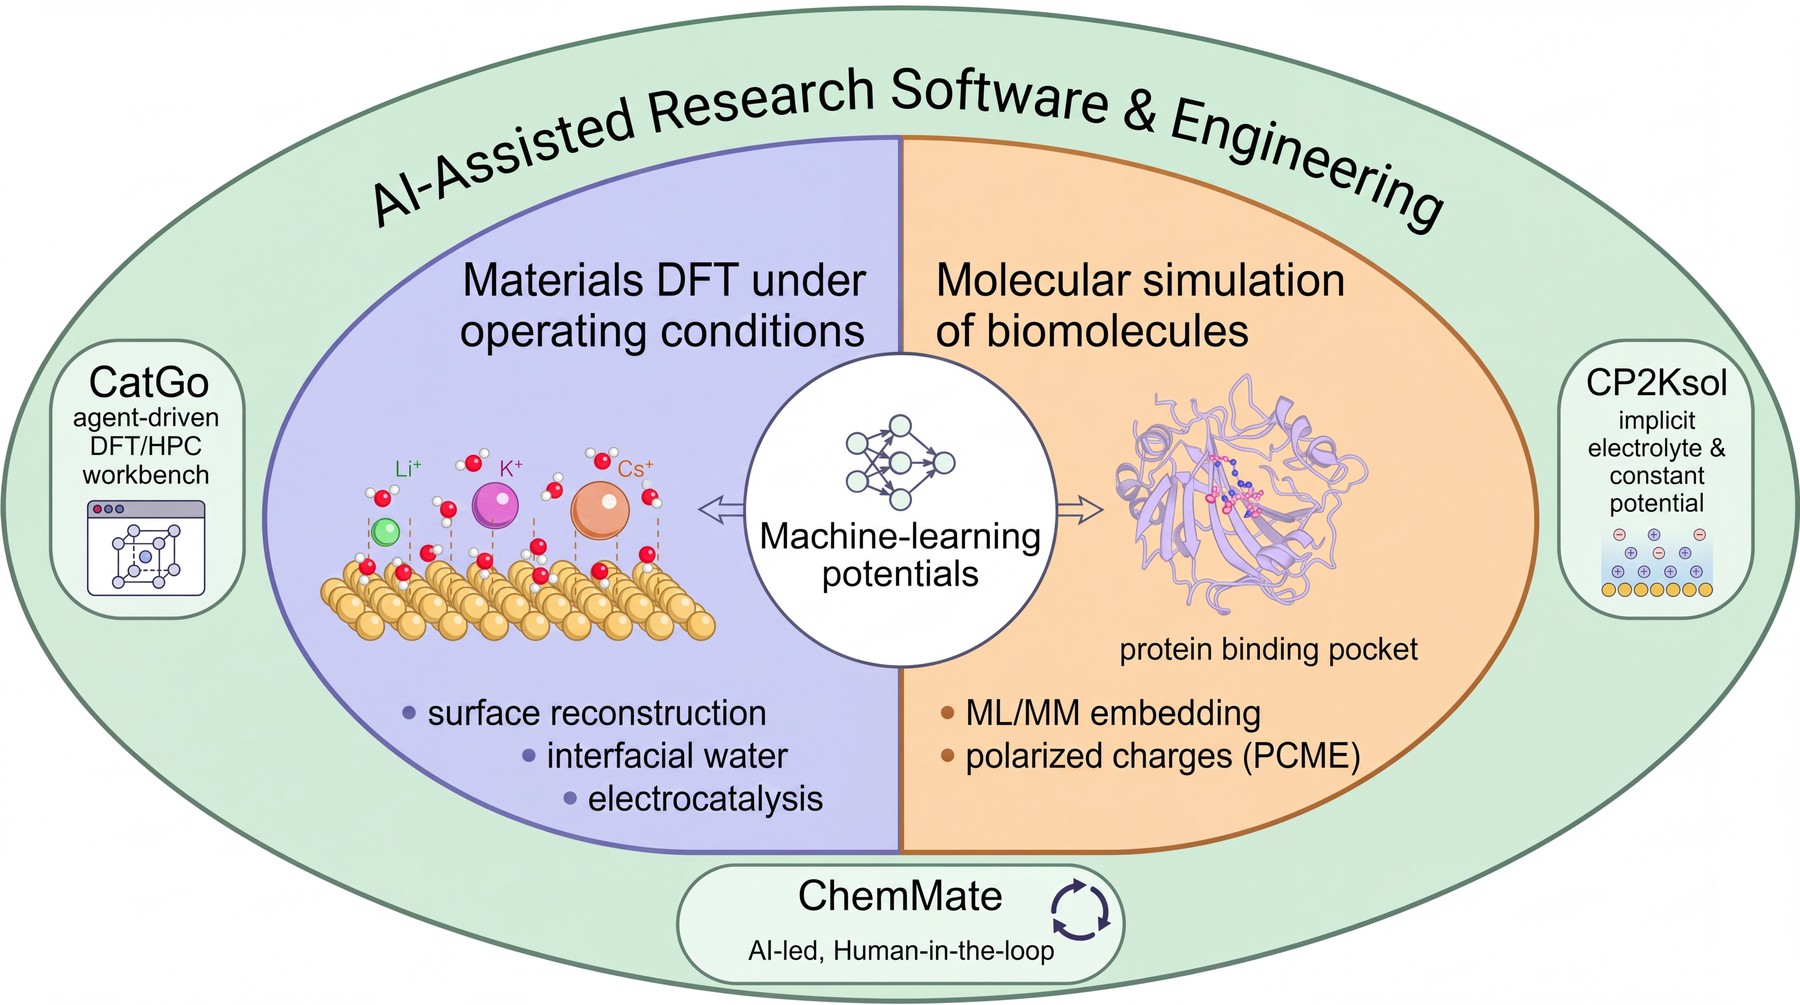 AI-Assisted Research Software & Engineering
Materials DFT under
operating conditions
Molecular simulation
of biomolecules
CatGo
agent-driven
DFT/HPC
workbench
Li⁺
K⁺
Cs⁺
Machine-learning
potentials
protein binding pocket
CP2Ksol
implicit
electrolyte &
constant
potential
• surface reconstruction
• interfacial water
• electrocatalysis
• ML/MM embedding
• polarized charges (PCME)
ChemMate
AI-led, Human-in-the-loop